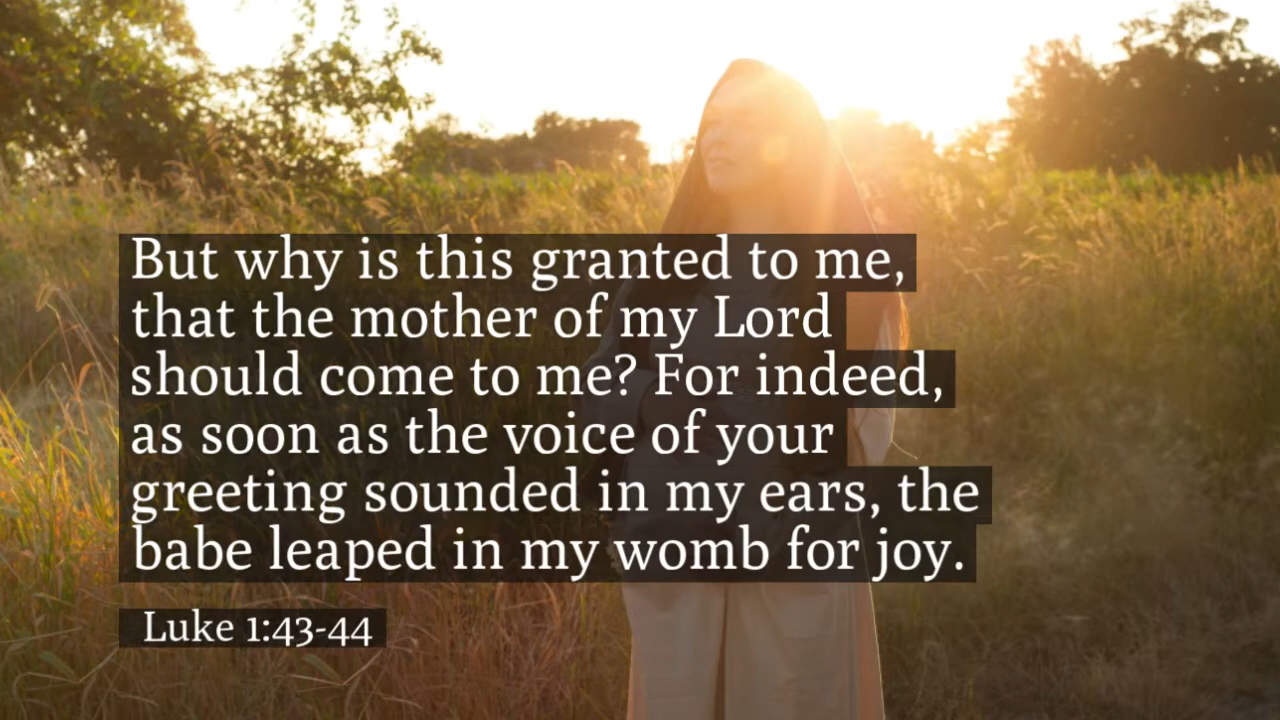 But why is this granted to me,
that the mother of my Lord
should come to me? For indeed,
as soon as the voice of your
greeting sounded in my ears, the
babe leaped in my womb for joy.
Luke 1:43-44